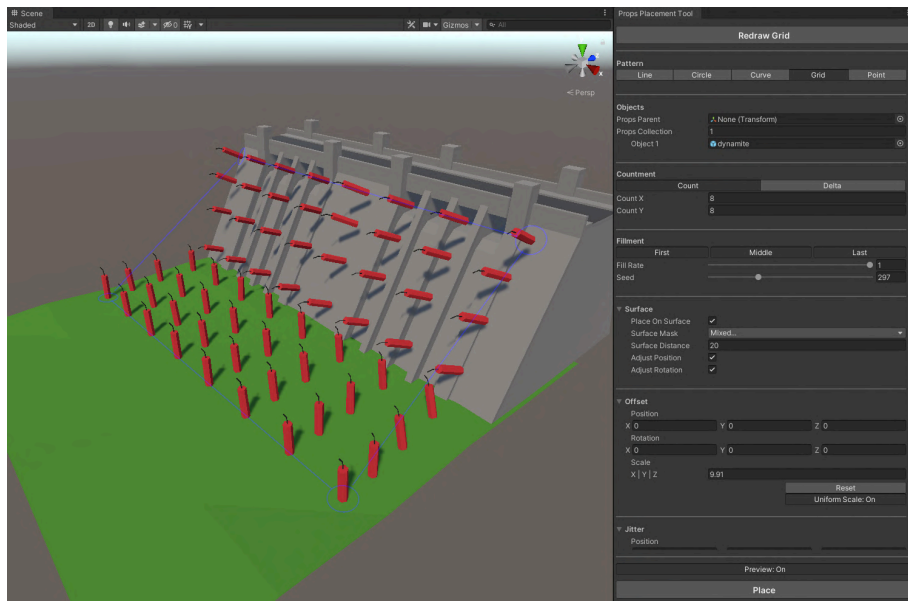 Scene
Props Placement Tool
Shaded
2D
0
Gizmos
All
x
Persp
Redraw Grid
Pattern
Line Circle Curve Grid Point
Objects
Props Parent None (Transform)
Props Collection 1
Object 1 dynamite
Countment
Count Delta
Count X 8
Count Y 8
Fillment
First Middle Last
Fill Rate 1
Seed 297
Surface
Place On Surface
Surface Mask Mixed...
Surface Distance 20
Adjust Position
Adjust Rotation
Offset
Position
X 0 Y 0 Z 0
Rotation
X 0 Y 0 Z 0
Scale
X | Y | Z 9.91
Reset
Uniform Scale: On
Jitter
Position
Preview: On
Place